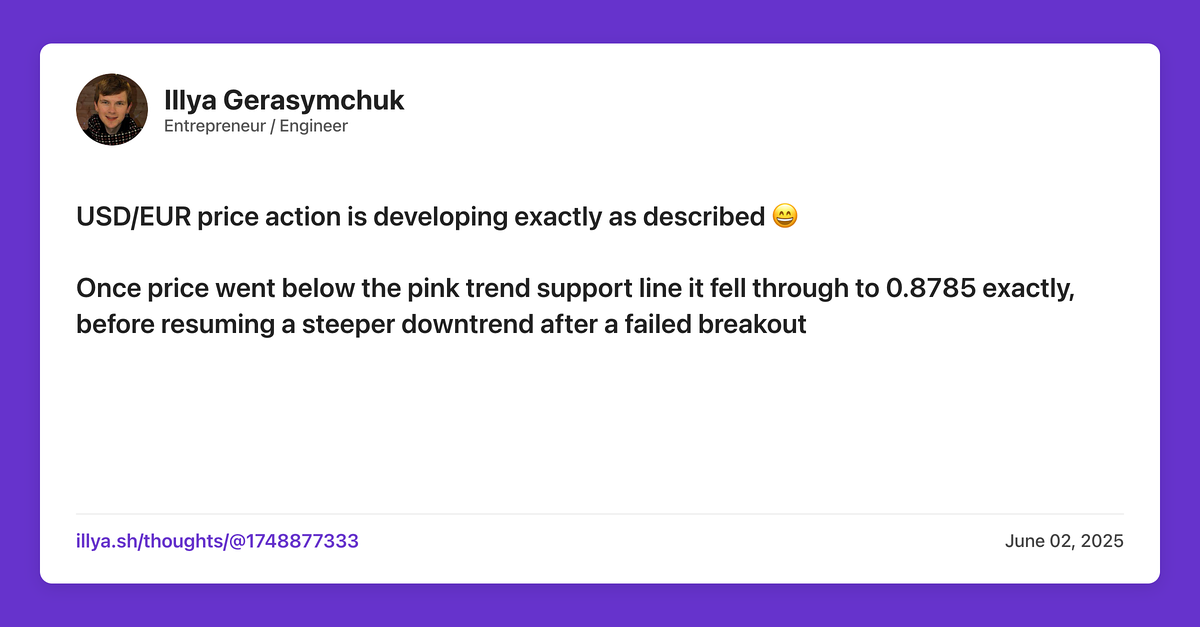 Illya Gerasymchuk
Entrepreneur / Engineer
USD/EUR price action is developing exactly as described 😄
Once price went below the pink trend support line it fell through to 0.8785 exactly,
before resuming a steeper downtrend after a failed breakout
illya.sh/thoughts/@1748877333
June 02, 2025